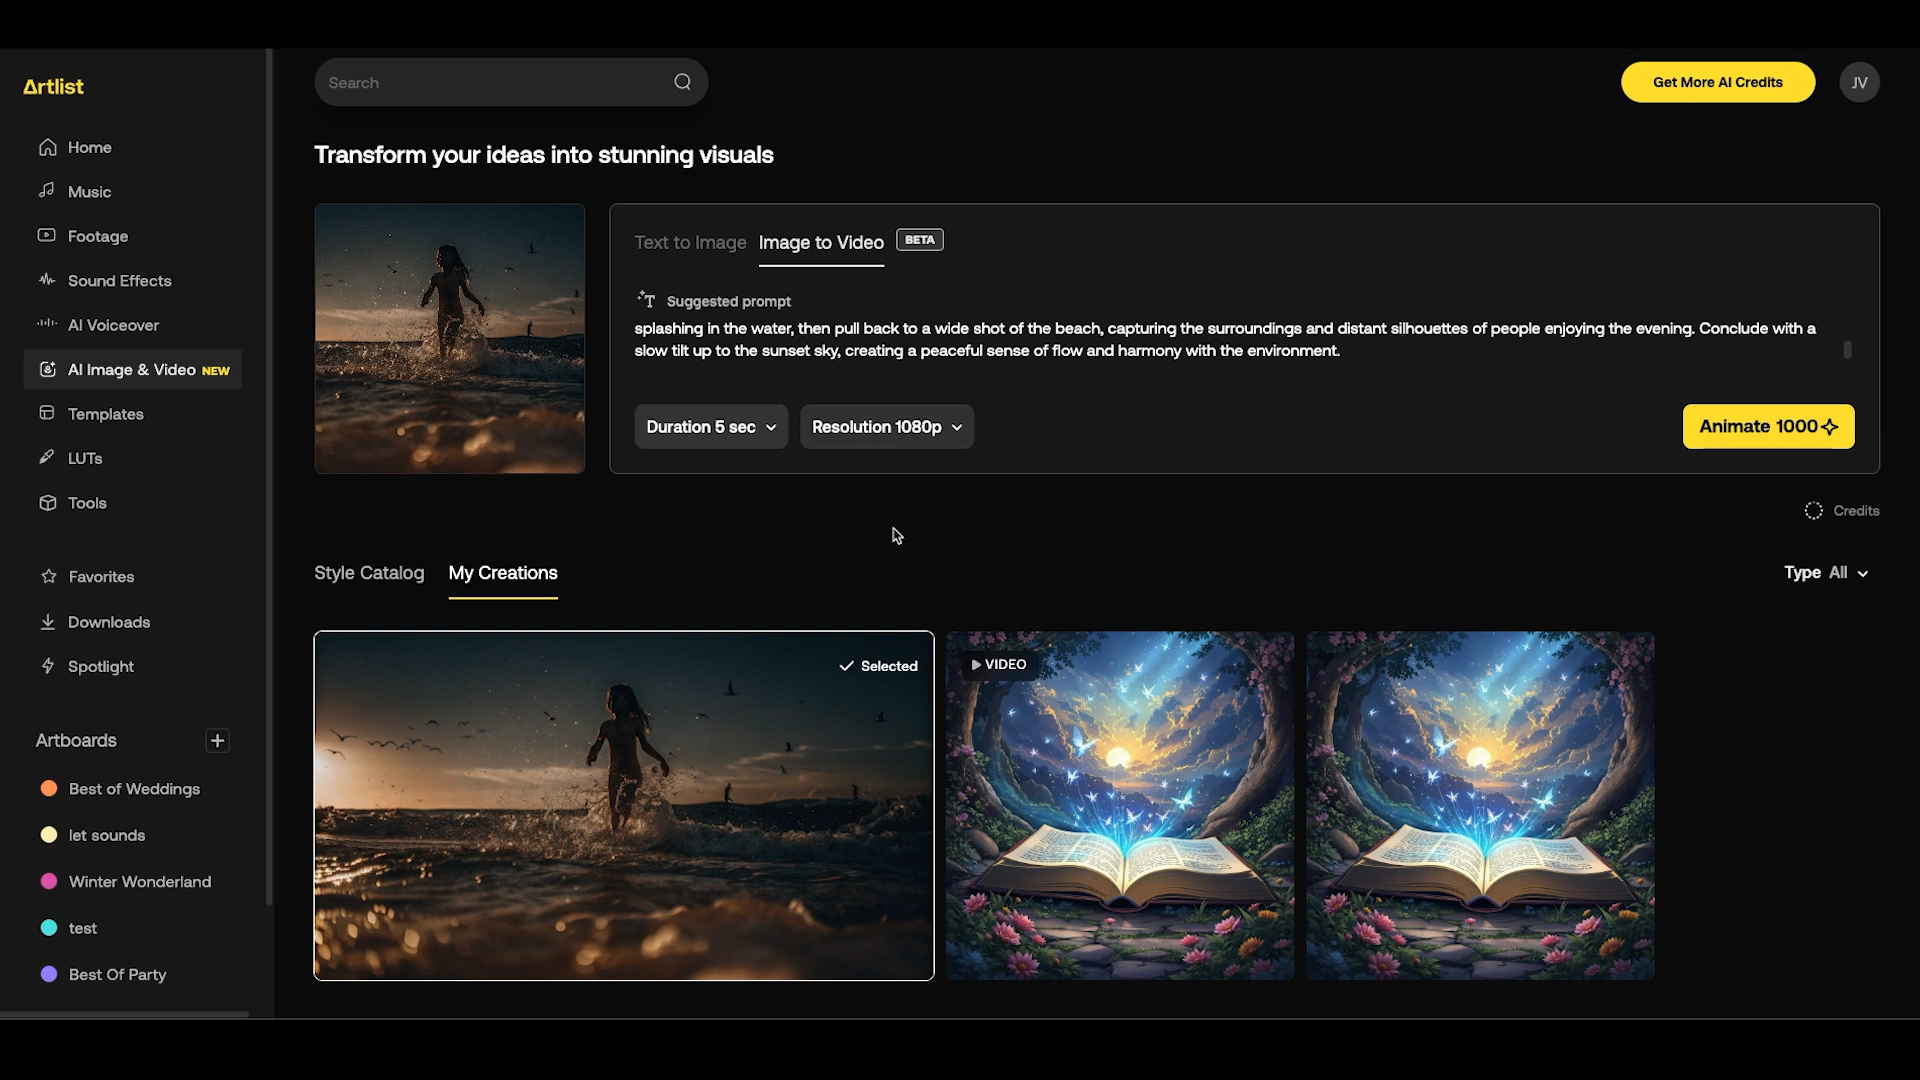 Artlist
Search
Get More AI Credits
JV
Home
Music
Footage
Sound Effects
AI Voiceover
AI Image & Video NEW
Templates
LUTs
Tools
Favorites
Downloads
Spotlight
Artboards
+
Best of Weddings
let sounds
Winter Wonderland
test
Best Of Party
Transform your ideas into stunning visuals
Text to Image
Image to Video
BETA
Suggested prompt
splashing in the water, then pull back to a wide shot of the beach, capturing the surroundings and distant silhouettes of people enjoying the evening. Conclude with a
slow tilt up to the sunset sky, creating a peaceful sense of flow and harmony with the environment.
Duration 5 sec
Resolution 1080p
Animate 1000
Credits
Style Catalog
My Creations
Type All
Selected
VIDEO